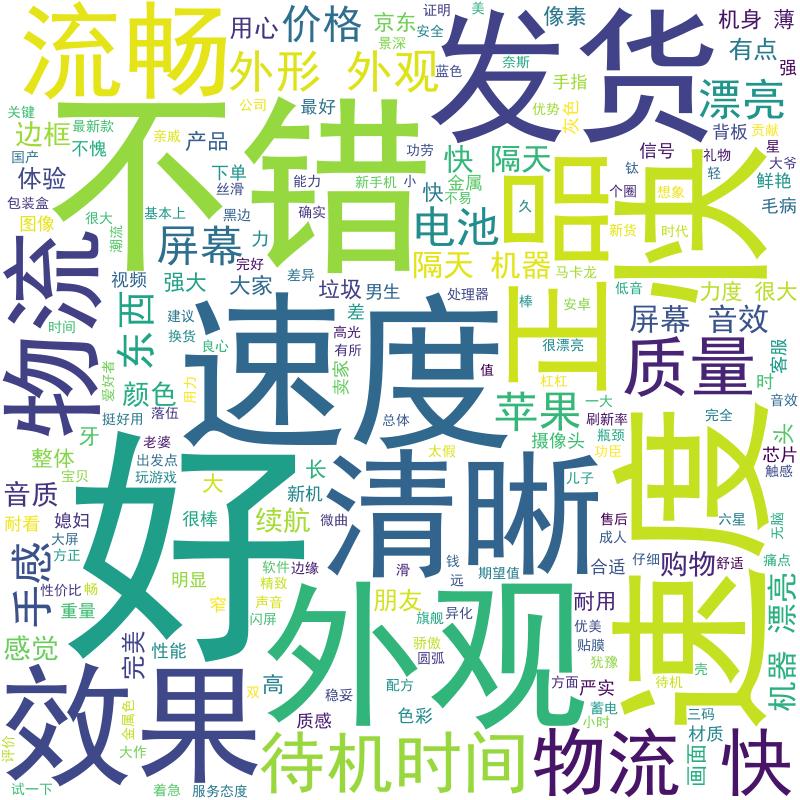 流畅
用心
价格
京东
证明
美
安全
景深
像素
机身 薄
有点
强
外形 外观
发货
蓝色
奈斯
手指
漂亮
关键
最新款
边框
不愧
公司
亲戚
最好
产品
优势
灰色
背板
贡献
星
大爷
国产
体验
不错
功劳
快
隔天
信号
礼物
钛
轻
鲜艳
包装盒
下单
丝滑
能力
新手机
小
快
金属
不易
个圈
想象
毛病
图像
很大
基本上
黑边
确实
电池
久
正品
快
新货
时代
潮流
屏幕
力
完好
隔天 机器
马卡龙
物流
视频
强大
大家
差异
垃圾
男生
处理器
棒
安卓
低音
力度
很大
时间
东西
建议
换货
良心
差
高光
有所
卖家
值
很漂亮
屏幕 音效
客服
爱好者
颜色
用力
速度
杠杠
质量
时
挺好用
落伍
总体
苹果
一大
刷新率
完全
音效
牙
老婆
太假
摄像头
瓶颈
功臣
头
整体
宝贝
出发点
玩游戏
好
长
清晰
儿子
芯片
触感
音质
大
新机
耐看
媳妇
很棒
续航
微曲
售后
成人
六星
无脑
大屏
方正
手感
软件
边缘
滑
钱
远
期望值
合适
仔细
购物
舒适
痛点
性价比
畅
明显
精致
重量
窄
声音
闪屏
朋友
旗舰
异化
耐用
速度
机器 漂亮
感觉
完美
性能
外观
骄傲
圆弧
优美
贴膜
犹豫
壳
效果
双
高
稳妥
配方
方面
严实
待机
金属色
质感
色彩
蓄电
小时
三码
材质
评价
大作
待机时间
物流 快
画面
试一下
着急
服务态度